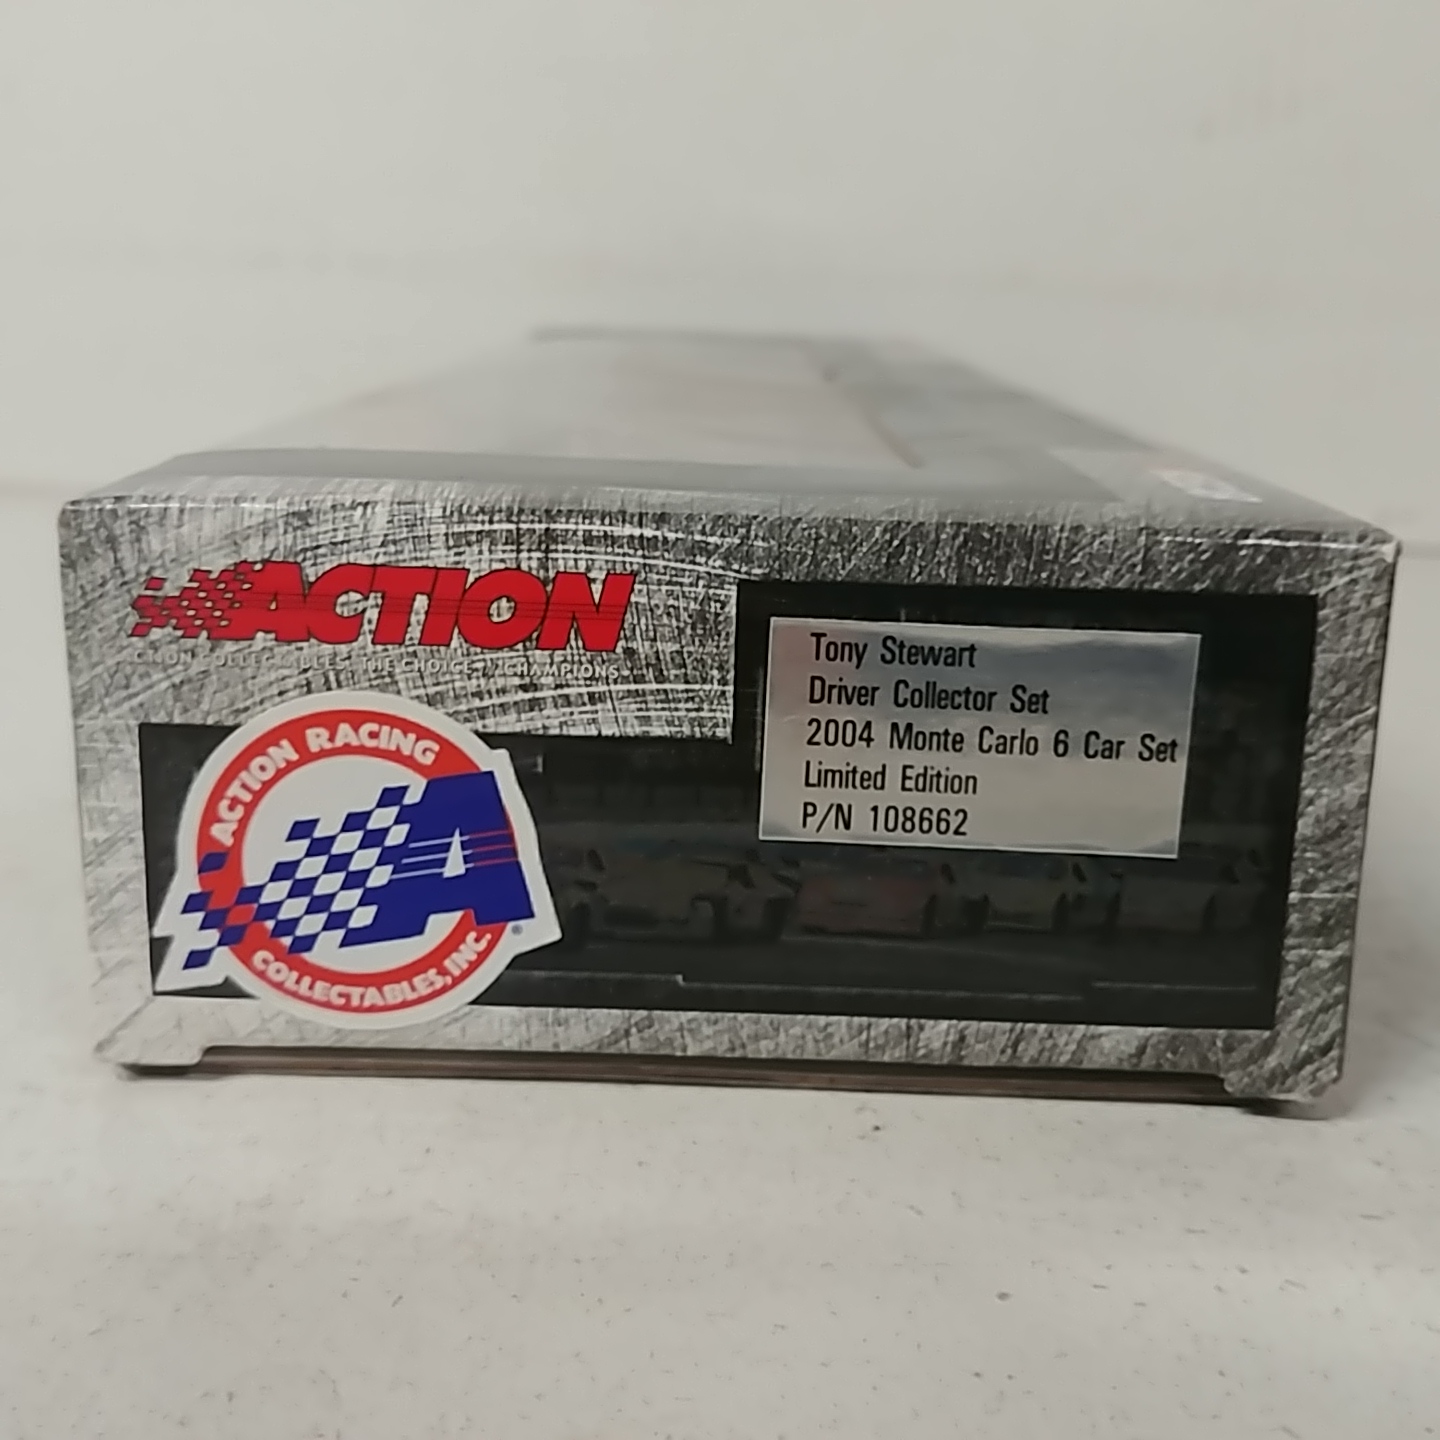 ACTION
ACTION COLLECTABLES. THE CHOICE OF CHAMPIONS.
Tony Stewart
Driver Collector Set
2004 Monte Carlo 6 Car Set
Limited Edition
P/N 108662
ACTION RACING
A
COLLECTABLES, INC.
®